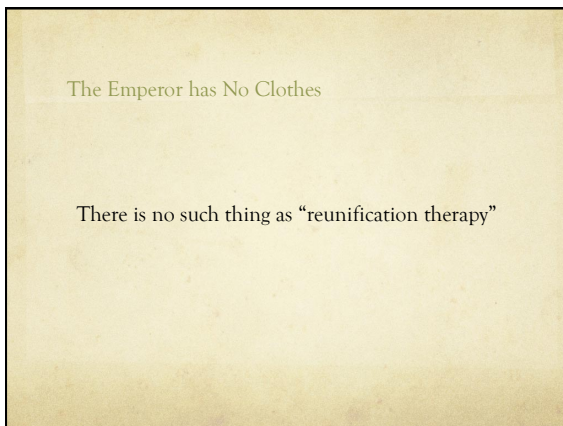 The Emperor has No Clothes
There is no such thing as “reunification therapy”